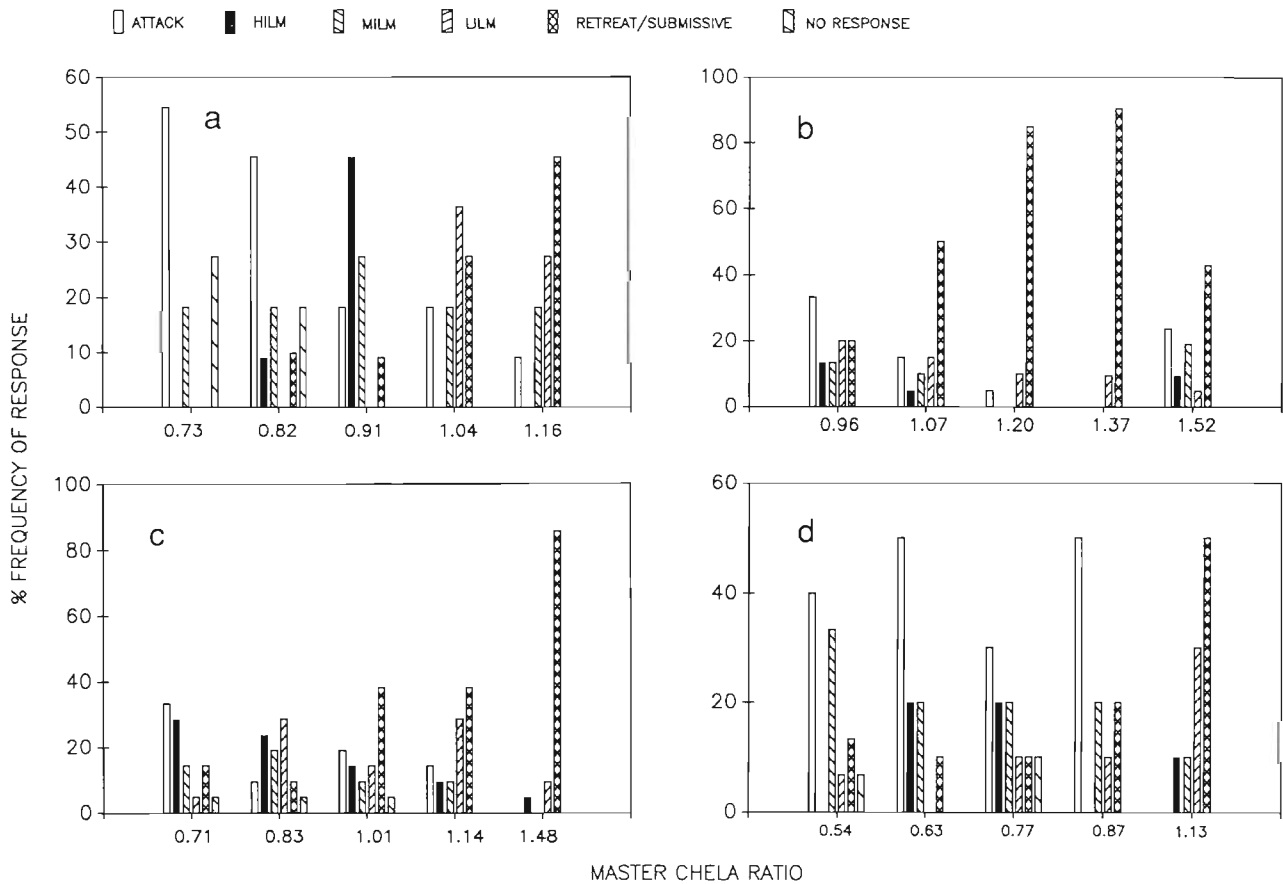 ATTACK HILM MILM LILM RETREAT/SUBMISSIVE NO RESPONSE
% FREQUENCY OF RESPONSE
a
60
50
40
30
20
10
0
0.73 0.82 0.91 1.04 1.16
b
100
80
60
40
20
0
0.96 1.07 1.20 1.37 1.52
c
100
80
60
40
20
0
0.71 0.83 1.01 1.14 1.48
d
60
40
20
0
0.54 0.63 0.77 0.87 1.13
MASTER CHELA RATIO